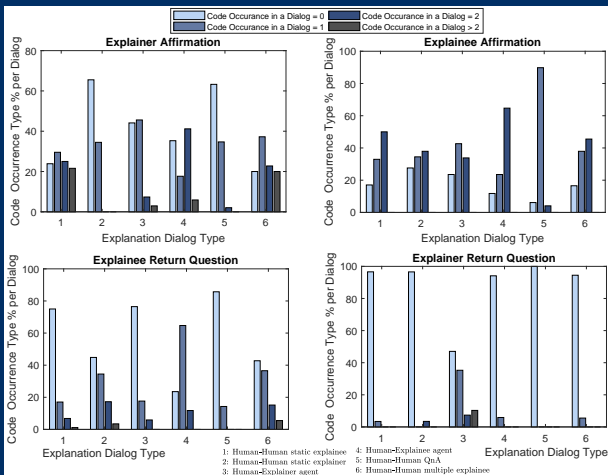 Code Occurance in a Dialog = 0
Code Occurance in a Dialog = 1
Code Occurance in a Dialog = 2
Code Occurance in a Dialog > 2
Explainer Affirmation
Code Occurrence Type % per Dialog
80
60
40
20
0
1 2 3 4 5 6
Explanation Dialog Type
Explainee Affirmation
Code Occurrence Type % per Dialog
100
80
60
40
20
0
1 2 3 4 5 6
Explanation Dialog Type
Explainee Return Question
Code Occurrence Type % per Dialog
100
80
60
40
20
0
1 2 3 4 5 6
Explanation Dialog Type
Explainer Return Question
Code Occurrence Type % per Dialog
100
80
60
40
20
0
1 2 3 4 5 6
Explanation Dialog Type
1: Human-Human static explainee
2: Human-Human static explainer
3: Human-Explainer agent
4: Human-Explainee agent
5: Human-Human QnA
6: Human-Human multiple explainee